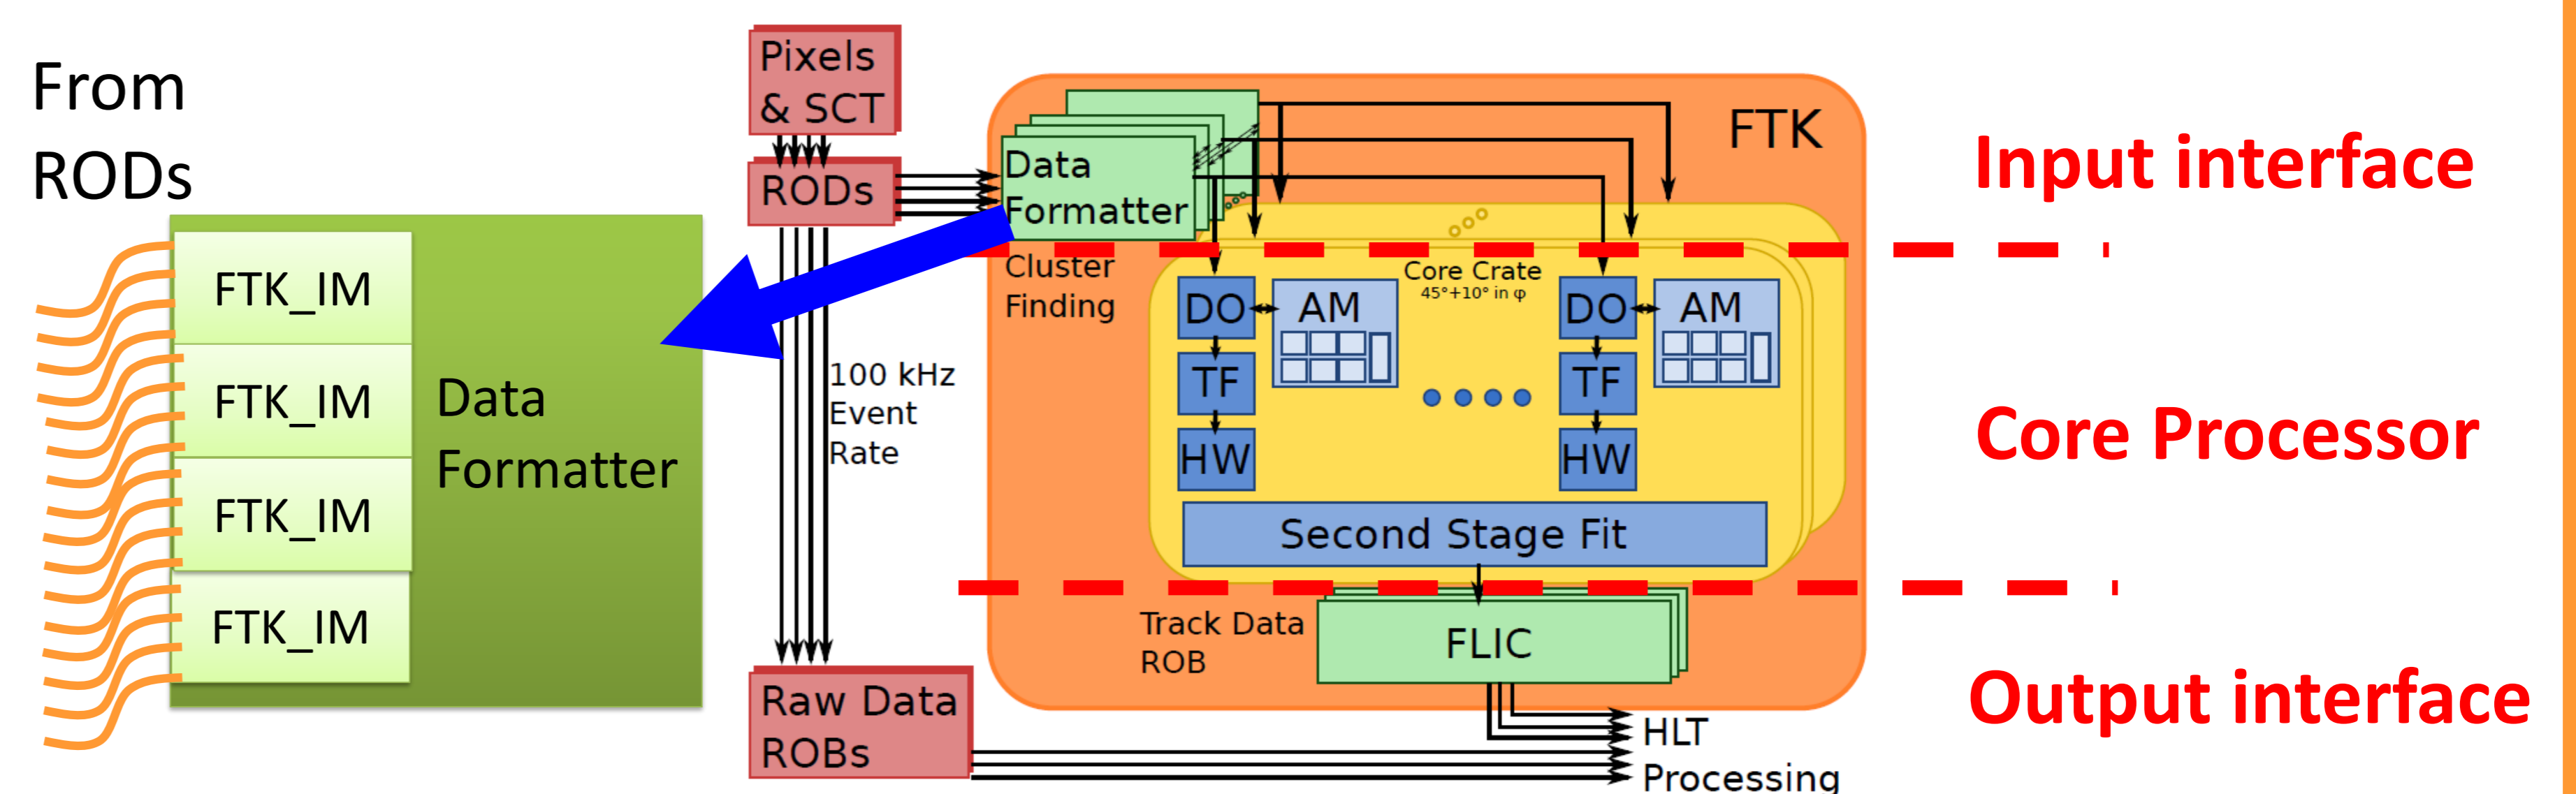 From
RODs
FTK_IM
FTK_IM
FTK_IM
FTK_IM
Data
Formatter
Pixels
& SCT
RODs
100 kHz
Event
Rate
Raw Data
ROBs
Data
Formatter
Cluster
Finding
FTK
Core Crate
45°+10° in φ
DO
AM
TF
HW
DO
AM
TF
HW
Second Stage Fit
Track Data
ROB
FLIC
HLT
Processing
Input interface
Core Processor
Output interface